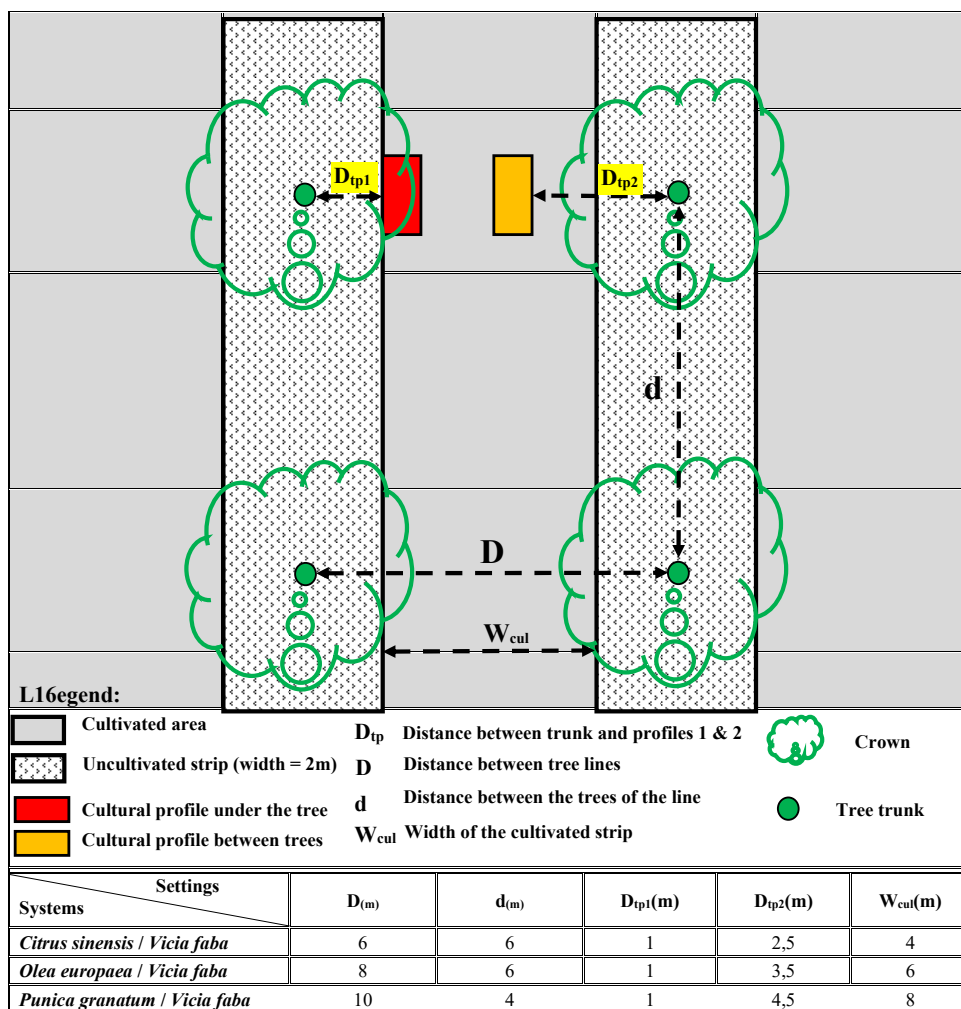 Dtp1
Dtp2
d
D
Wcul
L16egend:
Cultivated area
Dtp Distance between trunk and profiles 1 & 2
Crown
Uncultivated strip (width = 2m)
D Distance between tree lines
Cultural profile under the tree
d Distance between the trees of the line
Tree trunk
Cultural profile between trees
Wcul Width of the cultivated strip
Settings
Systems D(m) d(m) Dtp1(m) Dtp2(m) Wcul(m)
Citrus sinensis / Vicia faba 6 6 1 2,5 4
Olea europaea / Vicia faba 8 6 1 3,5 6
Punica granatum / Vicia faba 10 4 1 4,5 8